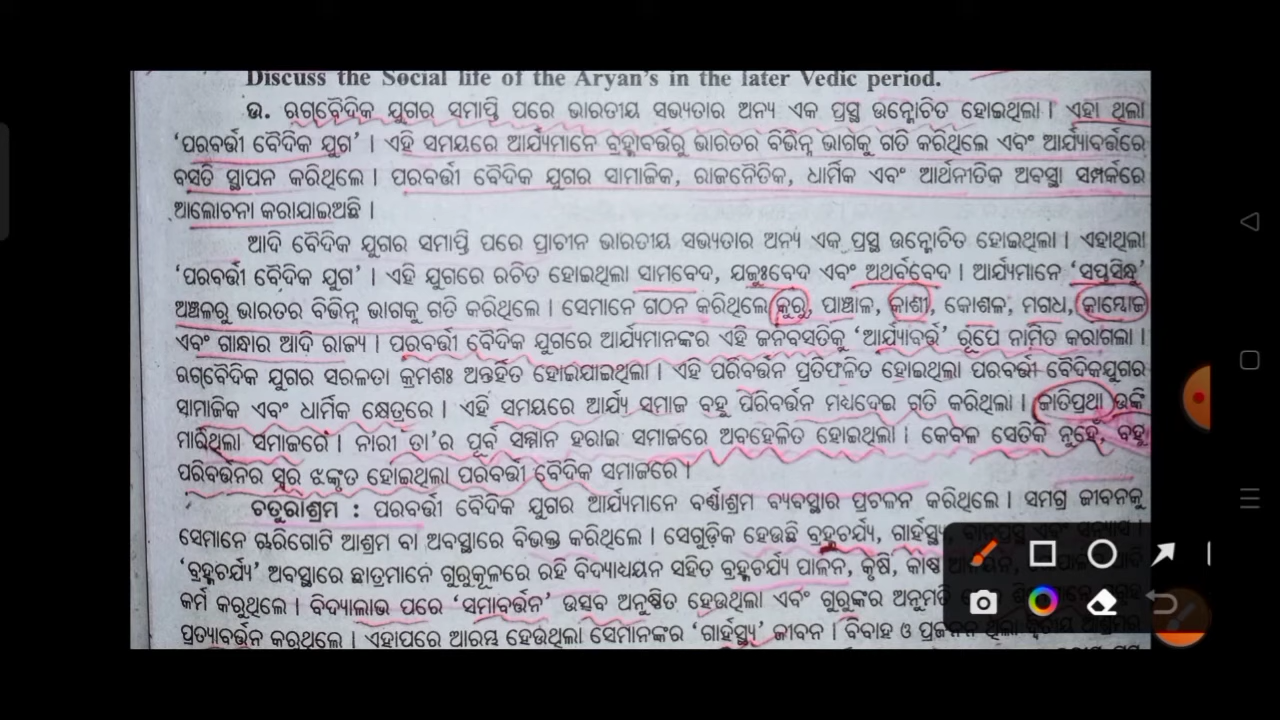 Discuss the Social life of the Aryan's in the later Vedic period.
ଉ. ଋଗ୍‌ବୈଦିକ ଯୁଗର ସମାପ୍ତି ପରେ ଭାରତୀୟ ସଭ୍ୟତାର ଅନ୍ୟ ଏକ ପ୍ରସ୍ଥ ଉନ୍ମୋଚିତ ହୋଇଥିଲା । ଏହା ଥିଲା
'ପରବର୍ତ୍ତୀ ବୈଦିକ ଯୁଗ' । ଏହି ସମୟରେ ଆର୍ଯ୍ୟମାନେ ବ୍ରହ୍ମାବର୍ତ୍ତରୁ ଭାରତର ବିଭିନ୍ନ ଭାଗକୁ ଗତି କରିଥିଲେ ଏବଂ ଆର୍ଯ୍ୟାବର୍ତ୍ତରେ
ବସତି ସ୍ଥାପନ କରିଥିଲେ । ପରବର୍ତ୍ତୀ ବୈଦିକ ଯୁଗର ସାମାଜିକ, ରାଜନୈତିକ, ଧାର୍ମିକ ଏବଂ ଆର୍ଥନୀତିକ ଅବସ୍ଥା ସମ୍ପର୍କରେ
ଆଲୋଚନା କରାଯାଇଅଛି ।
ଆଦି ବୈଦିକ ଯୁଗର ସମାପ୍ତି ପରେ ପ୍ରାଚୀନ ଭାରତୀୟ ସଭ୍ୟତାର ଅନ୍ୟ ଏକ ପ୍ରସ୍ଥ ଉନ୍ମୋଚିତ ହୋଇଥିଲା । ଏହାଥିଲା
'ପରବର୍ତ୍ତୀ ବୈଦିକ ଯୁଗ' । ଏହି ଯୁଗରେ ରଚିତ ହୋଇଥିଲା ସାମବେଦ, ଯଜୁଃବେଦ ଏବଂ ଅଥର୍ବବେଦ । ଆର୍ଯ୍ୟମାନେ 'ସପ୍ତସିନ୍ଧୁ'
ଅଞ୍ଚଳରୁ ଭାରତର ବିଭିନ୍ନ ଭାଗକୁ ଗତି କରିଥିଲେ । ସେମାନେ ଗଠନ କରିଥିଲେ କୁରୁ, ପାଞ୍ଚାଳ, କାଶୀ, କୋଶଳ, ମଗଧ, କାମ୍ବୋଜ
ଏବଂ ଗାନ୍ଧାର ଆଦି ରାଜ୍ୟ । ପରବର୍ତ୍ତୀ ବୈଦିକ ଯୁଗରେ ଆର୍ଯ୍ୟମାନଙ୍କର ଏହି ଜନବସତିକୁ 'ଆର୍ଯ୍ୟାବର୍ତ୍ତ' ରୂପେ ନାମିତ କରାଗଲା ।
ଋଗ୍‌ବୈଦିକ ଯୁଗର ସରଳତା କ୍ରମଶଃ ଅନ୍ତର୍ହିତ ହୋଇଯାଇଥିଲା । ଏହି ପରିବର୍ତ୍ତନ ପ୍ରତିଫଳିତ ହୋଇଥିଲା ପରବର୍ତ୍ତୀ ବୈଦିକଯୁଗର
ସାମାଜିକ ଏବଂ ଧାର୍ମିକ କ୍ଷେତ୍ରରେ । ଏହି ସମୟରେ ଆର୍ଯ୍ୟ ସମାଜ ବହୁ ପରିବର୍ତ୍ତନ ମଧ୍ୟଦେଇ ଗତି କରିଥିଲା । ଜାତିପ୍ରଥା ଉଙ୍କି
ମାରିଥିଲା ସମାଜରେ । ନାରୀ ତା'ର ପୂର୍ବ ସମ୍ମାନ ହରାଇ ସମାଜରେ ଅବହେଳିତ ହୋଇଥିଲା । କେବଳ ସେତିକି ନୁହେଁ, ବହୁ
ପରିବର୍ତ୍ତନର ସ୍ୱର ଝଙ୍କୃତ ହୋଇଥିଲା ପରବର୍ତ୍ତୀ ବୈଦିକ ସମାଜରେ ।
ଚତୁରାଶ୍ରମ : ପରବର୍ତ୍ତୀ ବୈଦିକ ଯୁଗର ଆର୍ଯ୍ୟମାନେ ବର୍ଣ୍ଣାଶ୍ରମ ବ୍ୟବସ୍ଥାର ପ୍ରଚଳନ କରିଥିଲେ । ସମଗ୍ର ଜୀବନକୁ
ସେମାନେ ଋରିଗୋଟି ଆଶ୍ରମ ବା ଅବସ୍ଥାରେ ବିଭକ୍ତ କରିଥିଲେ । ସେଗୁଡ଼ିକ ହେଉଛି ବ୍ରହ୍ମଚର୍ଯ୍ୟ, ଗାର୍ହସ୍ଥ୍ୟ,
'ବ୍ରହ୍ମଚର୍ଯ୍ୟ' ଅବସ୍ଥାରେ ଛାତ୍ରମାନେ ଗୁରୁକୂଳରେ ରହି ବିଦ୍ୟାଧ୍ୟୟନ ସହିତ ବ୍ରହ୍ମଚର୍ଯ୍ୟ ପାଳନ, କୃଷି, କାଷ୍ଠ
କର୍ମ କରୁଥିଲେ । ବିଦ୍ୟାଲାଭ ପରେ 'ସମାବର୍ତ୍ତନ' ଉତ୍ସବ ଅନୁଷ୍ଠିତ ହେଉଥିଲା ଏବଂ ଗୁରୁଙ୍କର ଅନୁମତି
ପ୍ରତ୍ୟାବର୍ତ୍ତନ କରୁଥିଲେ । ଏହାପରେ ଆରମ୍ଭ ହେଉଥିଲା ସେମାନଙ୍କର 'ଗାର୍ହସ୍ଥ୍ୟ' ଜୀବନ । ବିବାହ ଓ ପ୍ରଜନନ ଥିଲା ଦ୍ୱିତୀୟ ଆଶ୍ରମର